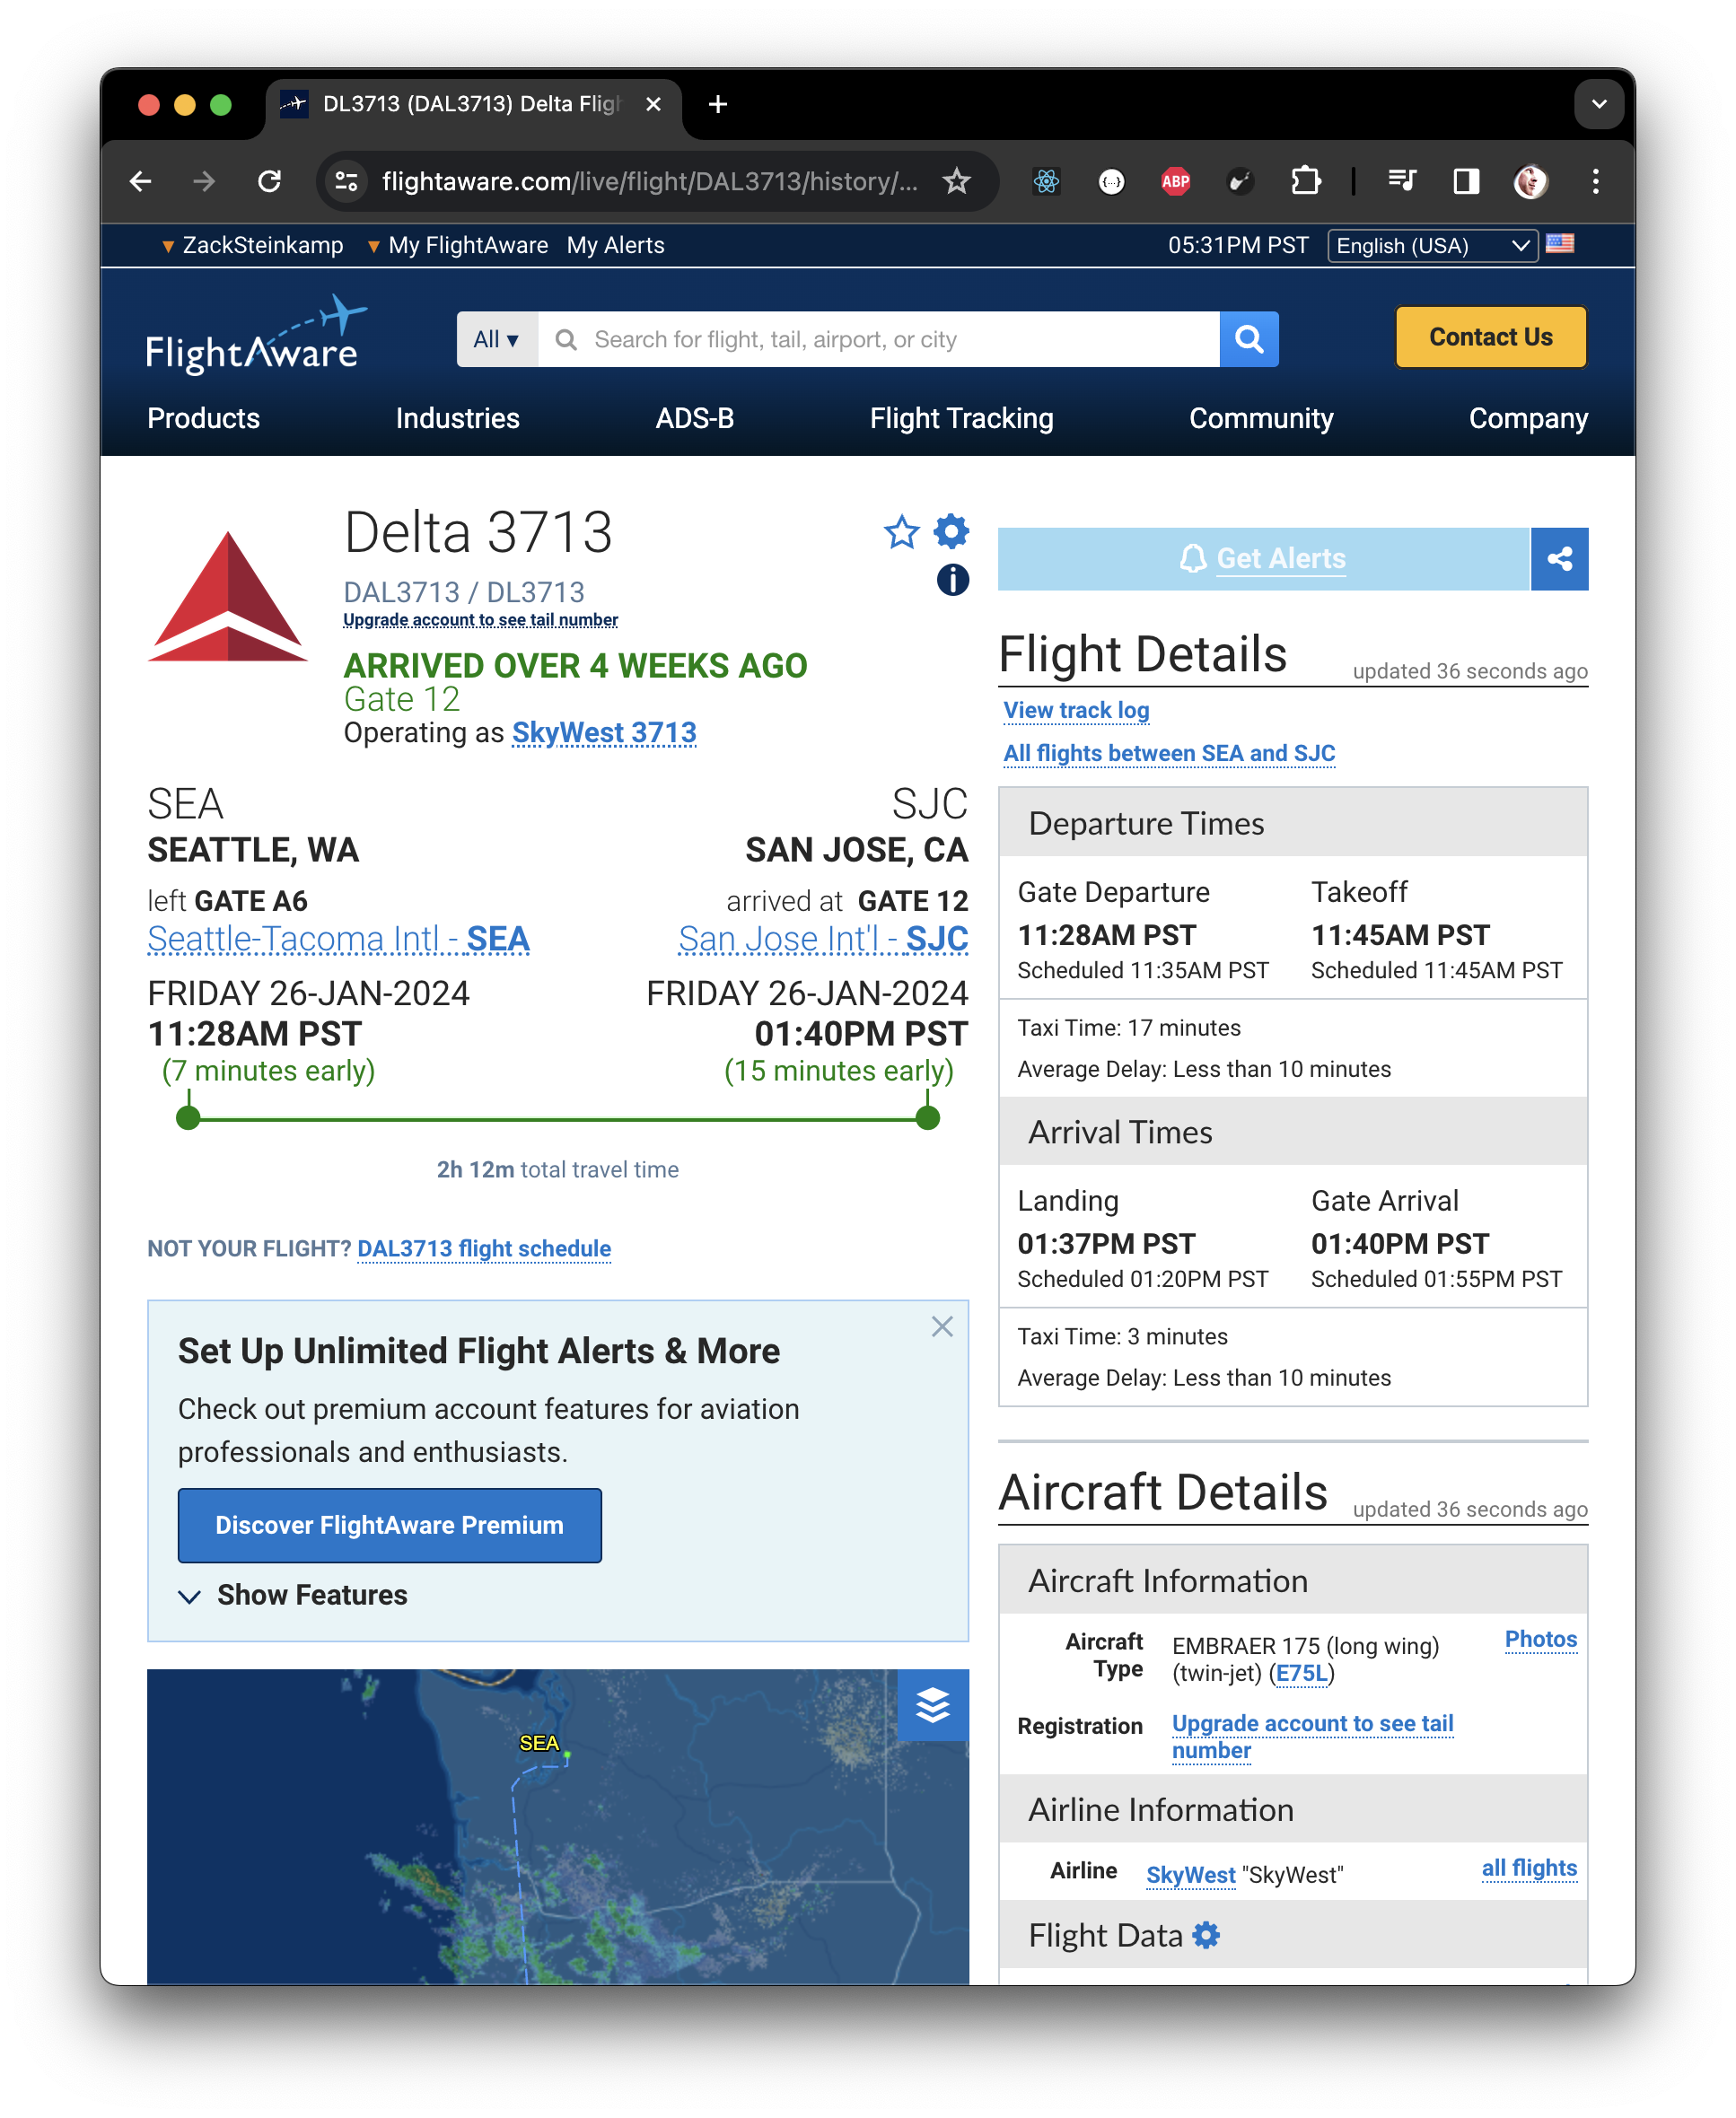 DL3713 (DAL3713) Delta Fligh
flightaware.com/live/flight/DAL3713/history/...
ABP
▼ ZackSteinkamp ▼ My FlightAware My Alerts 05:31PM PST English (USA)
FlightAware
All ▾ Search for flight, tail, airport, or city
Contact Us
Products Industries ADS-B Flight Tracking Community Company
Delta 3713
DAL3713 / DL3713
Upgrade account to see tail number
ARRIVED OVER 4 WEEKS AGO
Gate 12
Operating as SkyWest 3713
SEA SJC
SEATTLE, WA SAN JOSE, CA
left GATE A6 arrived at GATE 12
Seattle-Tacoma Intl - SEA San Jose Int'l - SJC
FRIDAY 26-JAN-2024 FRIDAY 26-JAN-2024
11:28AM PST 01:40PM PST
(7 minutes early) (15 minutes early)
2h 12m total travel time
NOT YOUR FLIGHT? DAL3713 flight schedule
Set Up Unlimited Flight Alerts & More
Check out premium account features for aviation
professionals and enthusiasts.
Discover FlightAware Premium
Show Features
SEA
Get Alerts
Flight Details updated 36 seconds ago
View track log
All flights between SEA and SJC
Departure Times
Gate Departure Takeoff
11:28AM PST 11:45AM PST
Scheduled 11:35AM PST Scheduled 11:45AM PST
Taxi Time: 17 minutes
Average Delay: Less than 10 minutes
Arrival Times
Landing Gate Arrival
01:37PM PST 01:40PM PST
Scheduled 01:20PM PST Scheduled 01:55PM PST
Taxi Time: 3 minutes
Average Delay: Less than 10 minutes
Aircraft Details updated 36 seconds ago
Aircraft Information
Aircraft Type EMBRAER 175 (long wing) Photos
(twin-jet) (E75L)
Registration Upgrade account to see tail
number
Airline Information
Airline SkyWest "SkyWest" all flights
Flight Data